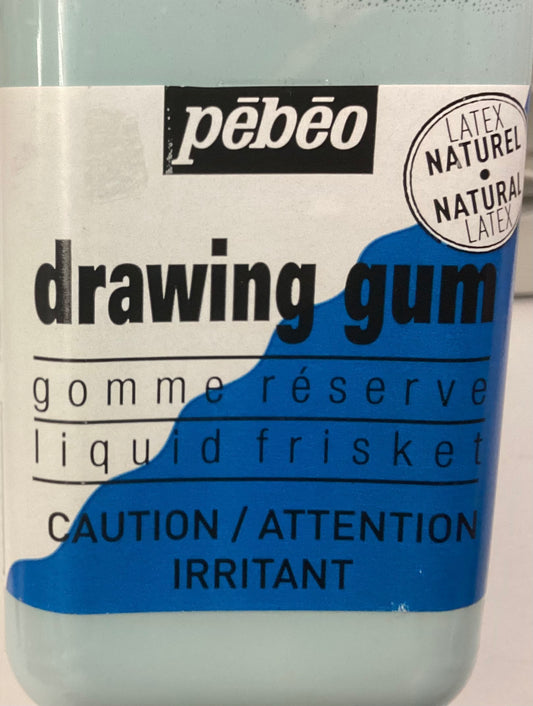 pēbēo
LATEX
NATUREL
•
NATURAL
LATEX
drawing gum
gomme réserve
liquid frisket
CAUTION / ATTENTION
IRRITANT